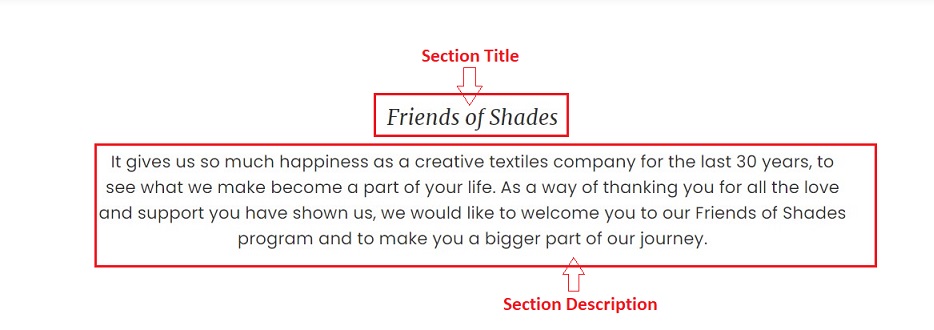 Section Title
Friends of Shades
It gives us so much happiness as a creative textiles company for the last 30 years, to
see what we make become a part of your life. As a way of thanking you for all the love
and support you have shown us, we would like to welcome you to our Friends of Shades
program and to make you a bigger part of our journey.
Section Description